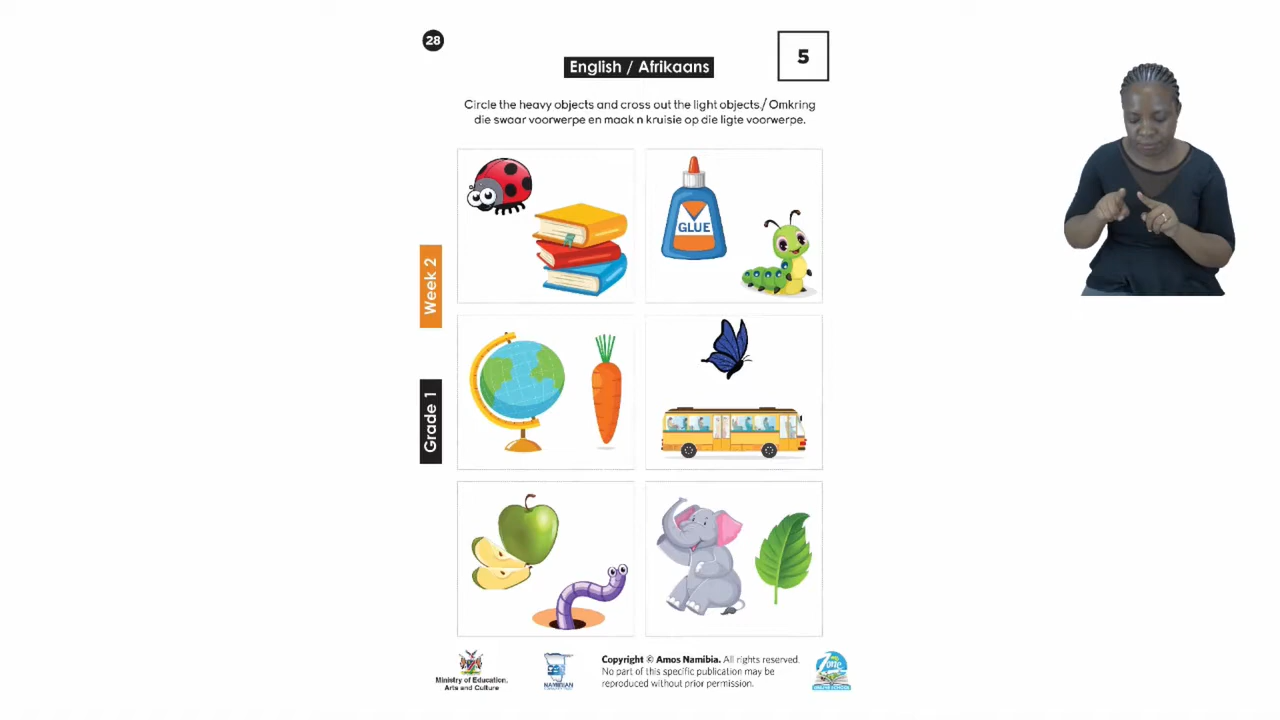 28
5
English / Afrikaans
Circle the heavy objects and cross out the light objects./ Omkring
die swaar voorwerpe en maak n kruisie op die ligte voorwerpe.
Week 2
Grade 1
GLUE
Ministry of Education,
Arts and Culture
NAMIBIAN
Copyright © Amos Namibia. All rights reserved.
No part of this specific publication may be
reproduced without prior permission.